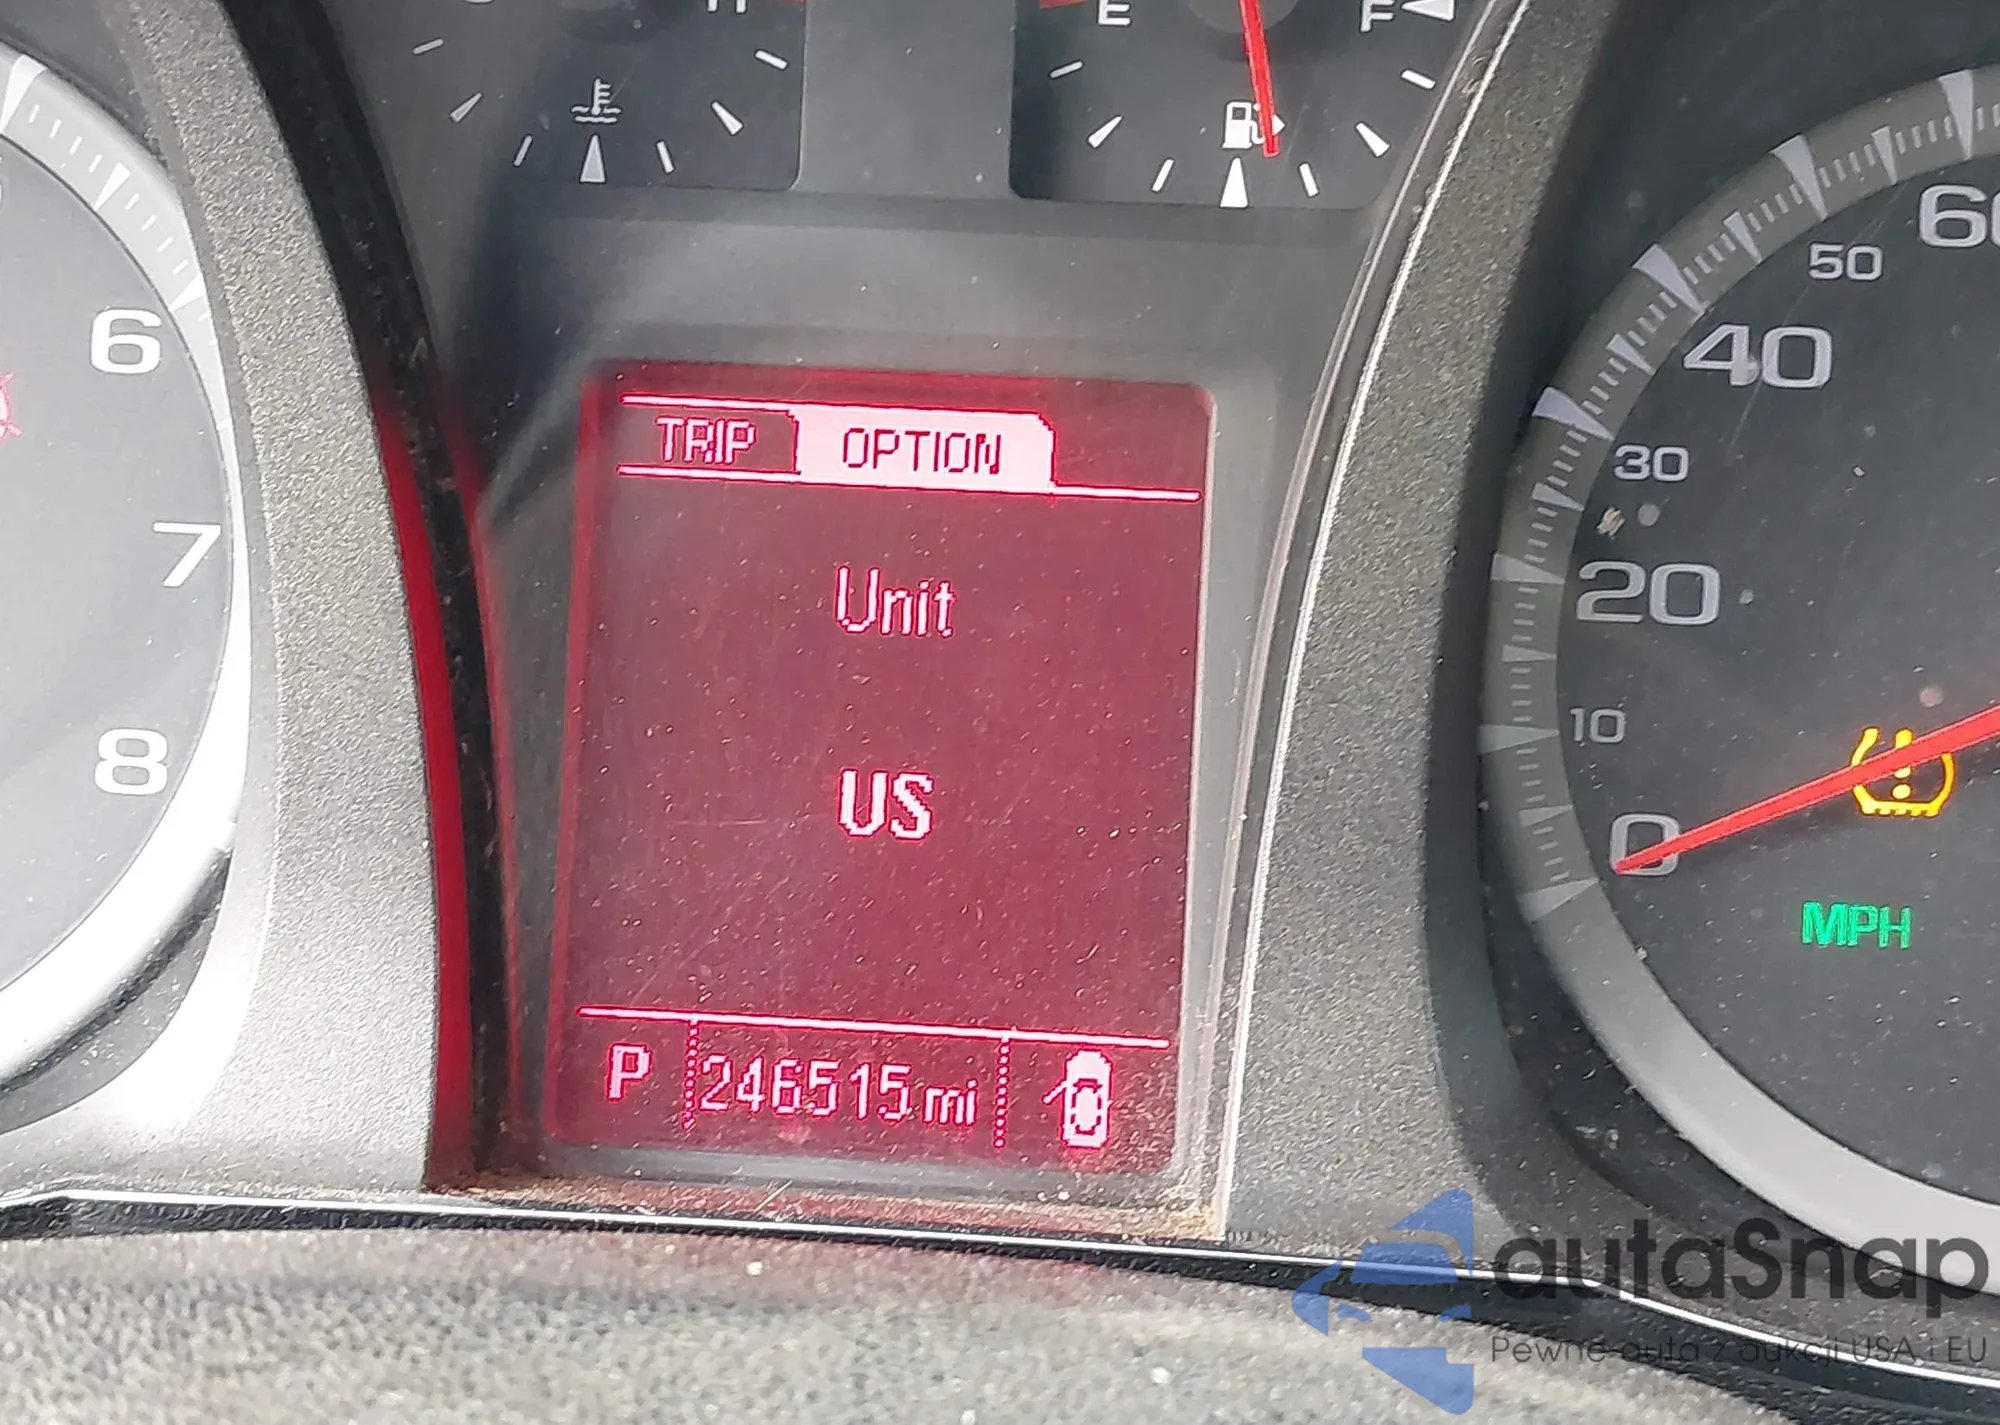 H
E
F
6
7
8
TRIP
OPTION
Unit
US
P
246515 mi
60
50
40
30
20
10
0
MPH
autaSnap
Pewne auta z aukcji USA i EU